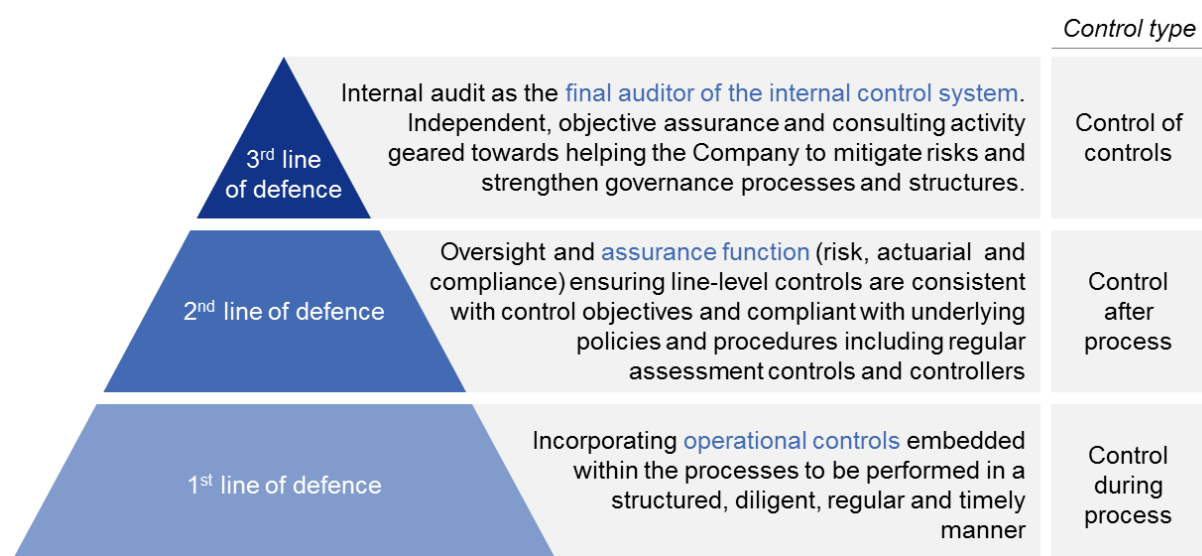 Control type
3rd line
of defence
Internal audit as the final auditor of the internal control system.
Independent, objective assurance and consulting activity
geared towards helping the Company to mitigate risks and
strengthen governance processes and structures.
Control of
controls
2nd line of defence
Oversight and assurance function (risk, actuarial and
compliance) ensuring line-level controls are consistent
with control objectives and compliant with underlying
policies and procedures including regular
assessment controls and controllers
Control
after
process
1st line of defence
Incorporating operational controls embedded
within the processes to be performed in a
structured, diligent, regular and timely
manner
Control
during
process